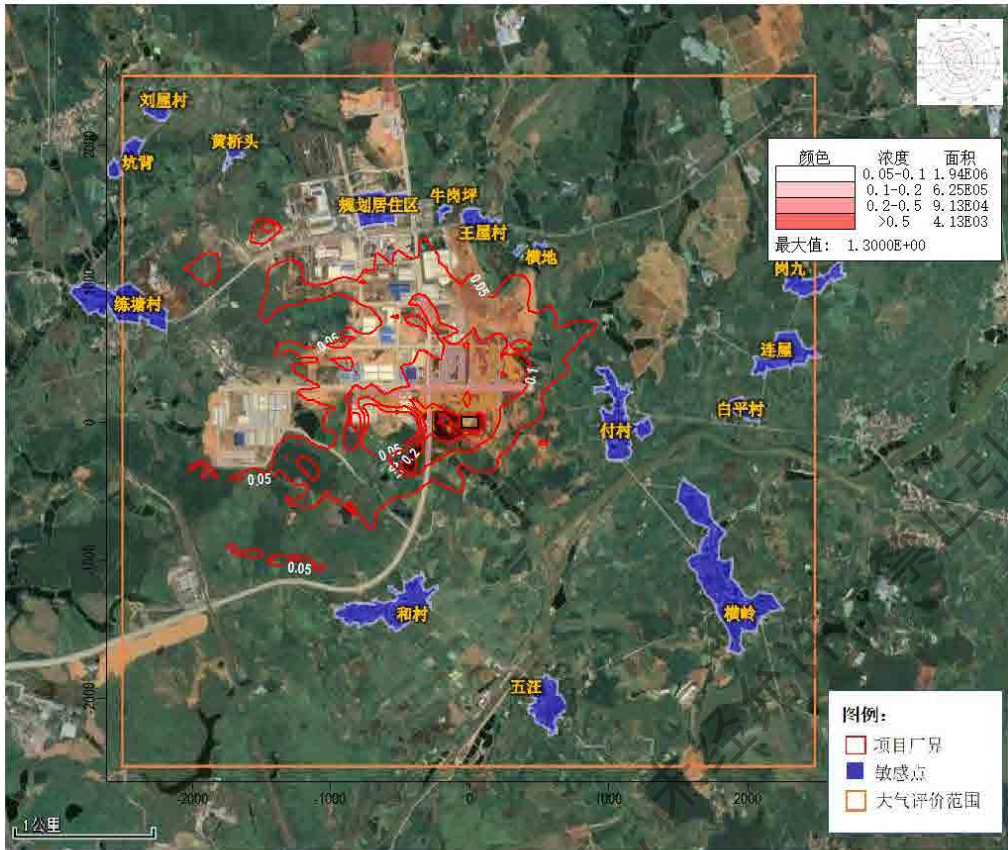 刘屋村
黄桥头
坑背
规划居住区
牛岗坪
王屋村
横地
颜色 浓度 面积
0.05-0.1 1.94E06
0.1-0.2 6.25E05
0.2-0.5 9.13E04
>0.5 4.13E03
最大值: 1.3000E+00
岗九
练塘村
0.05
0.05
连屋
0.1
白平村
付村
0.05
0.2
0.05
0.05
和村
横岭
五汪
2000
1000
0
-1000
-2000
-2000
-1000
0
1000
2000
1公里
图例:
项目厂界
敏感点
大气评价范围